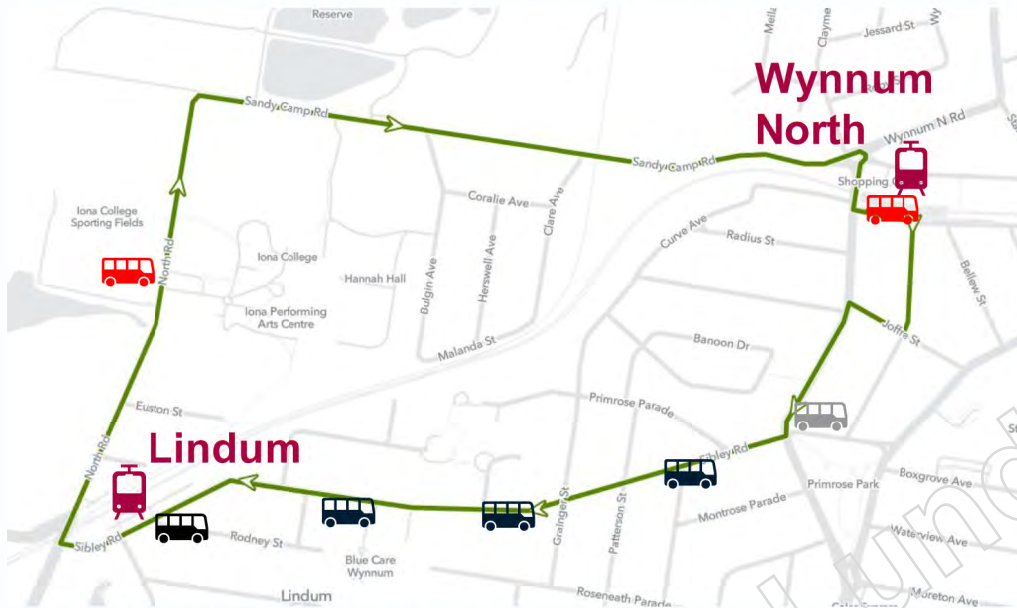 Reserve
Jessard St
Wynnum
North
Sandy Camp Rd
Wynnum N Rd
Sandy Camp Rd
Shopping
Coralie Ave
Clare Ave
Iona College
Sporting Fields
Curve Ave
Radius St
North Rd
Iona College
Hannah Hall
Bulgin Ave
Herswell Ave
Bellew St
Iona Performing
Arts Centre
Joffre St
Malanda St
Banoon Dr
Primrose Parade
Euston St
Lindum
North Rd
Sibley Rd
Boxgrove Ave
Primrose Park
Grainger St
Patterson St
Montrose Parade
Sibley Rd
Rodney St
Waterview Ave
Blue Care
Wynnum
Lindum
Roseneath Parade
Moreton Ave